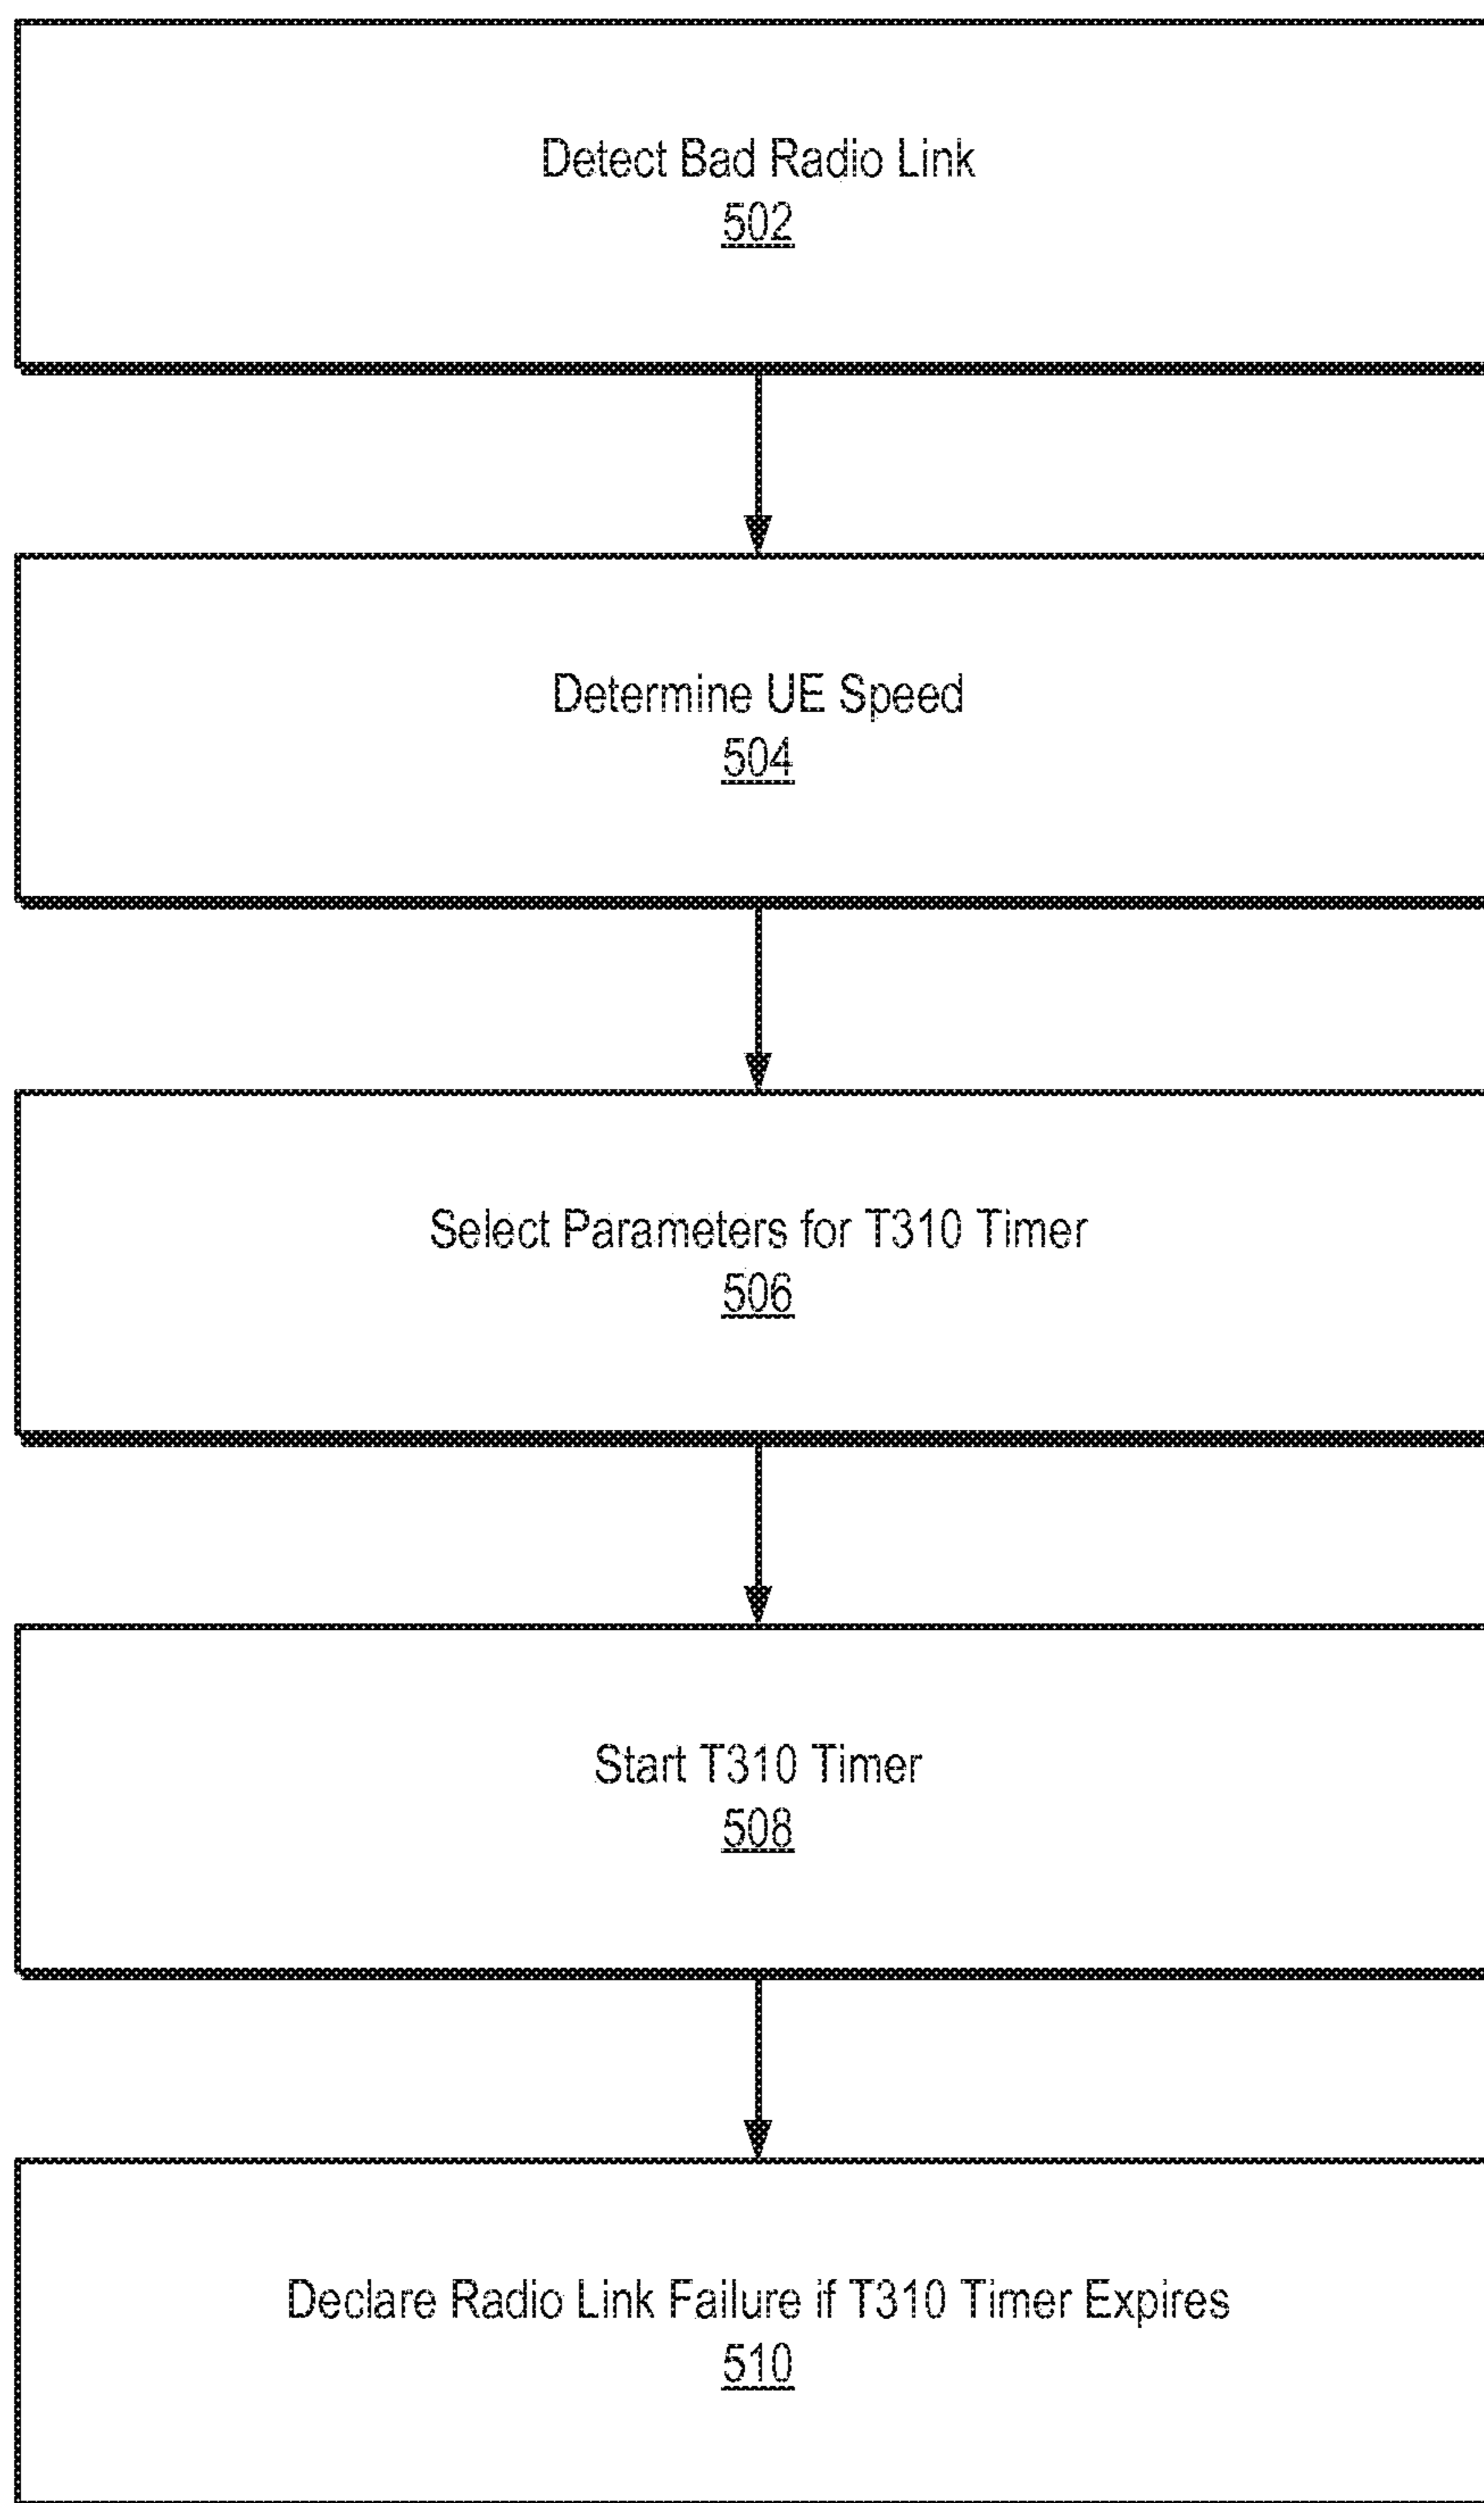 Detect Bad Radio Link
502
Determine UE Speed
504
Select Parameters for T310 Timer
506
Start T310 Timer
508
Declare Radio Link Failure if T310 Timer Expires
510